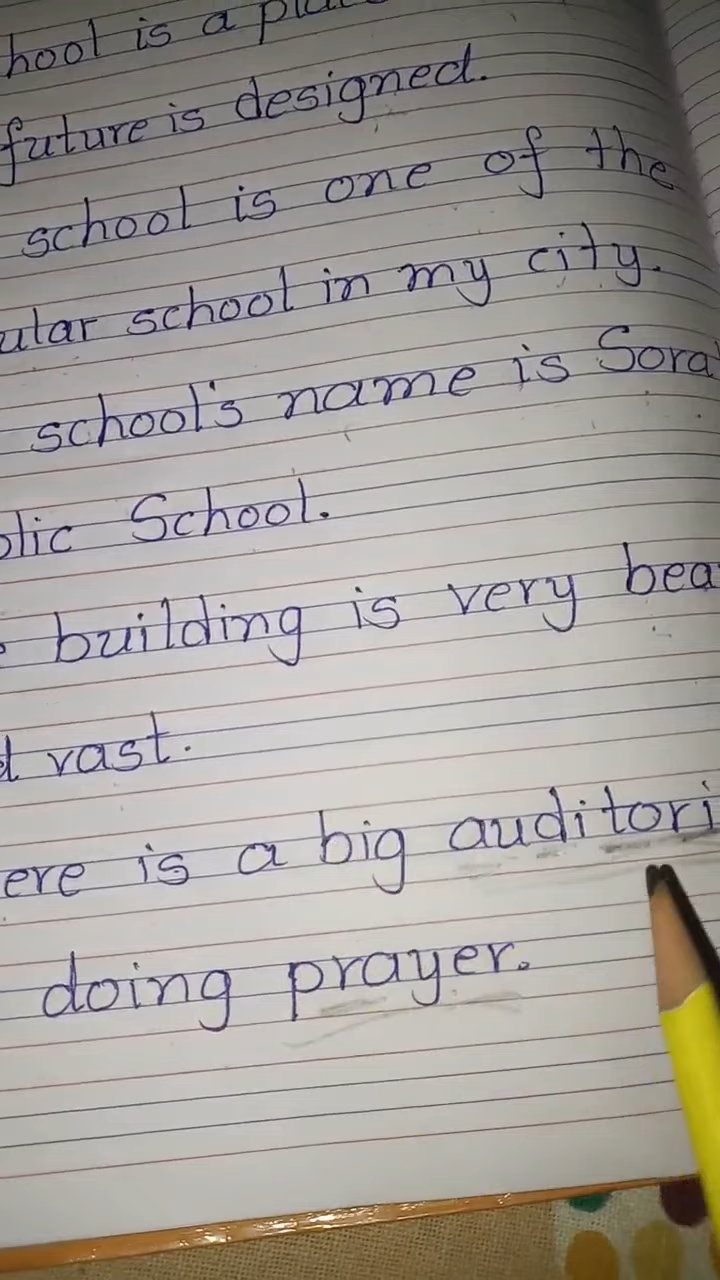 hool is a pla
future is designed.
school is one of the
ular school in my city.
school's name is Sora
lic School.
building is very bea
vast.
ere is a big auditori
doing prayer.